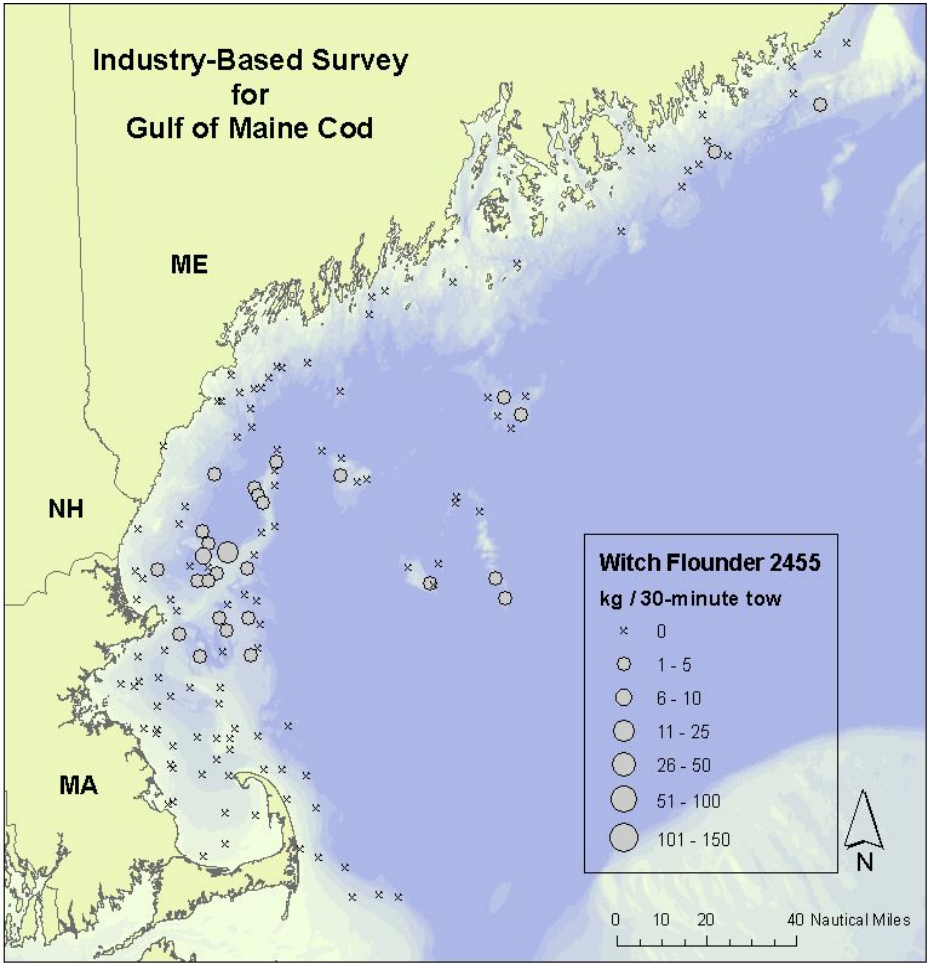 Industry-Based Survey
for
Gulf of Maine Cod
ME
NH
MA
Witch Flounder 2455
kg / 30-minute tow
0
1 - 5
6 - 10
11 - 25
26 - 50
51 - 100
101 - 150
N
0 10 20 40 Nautical Miles